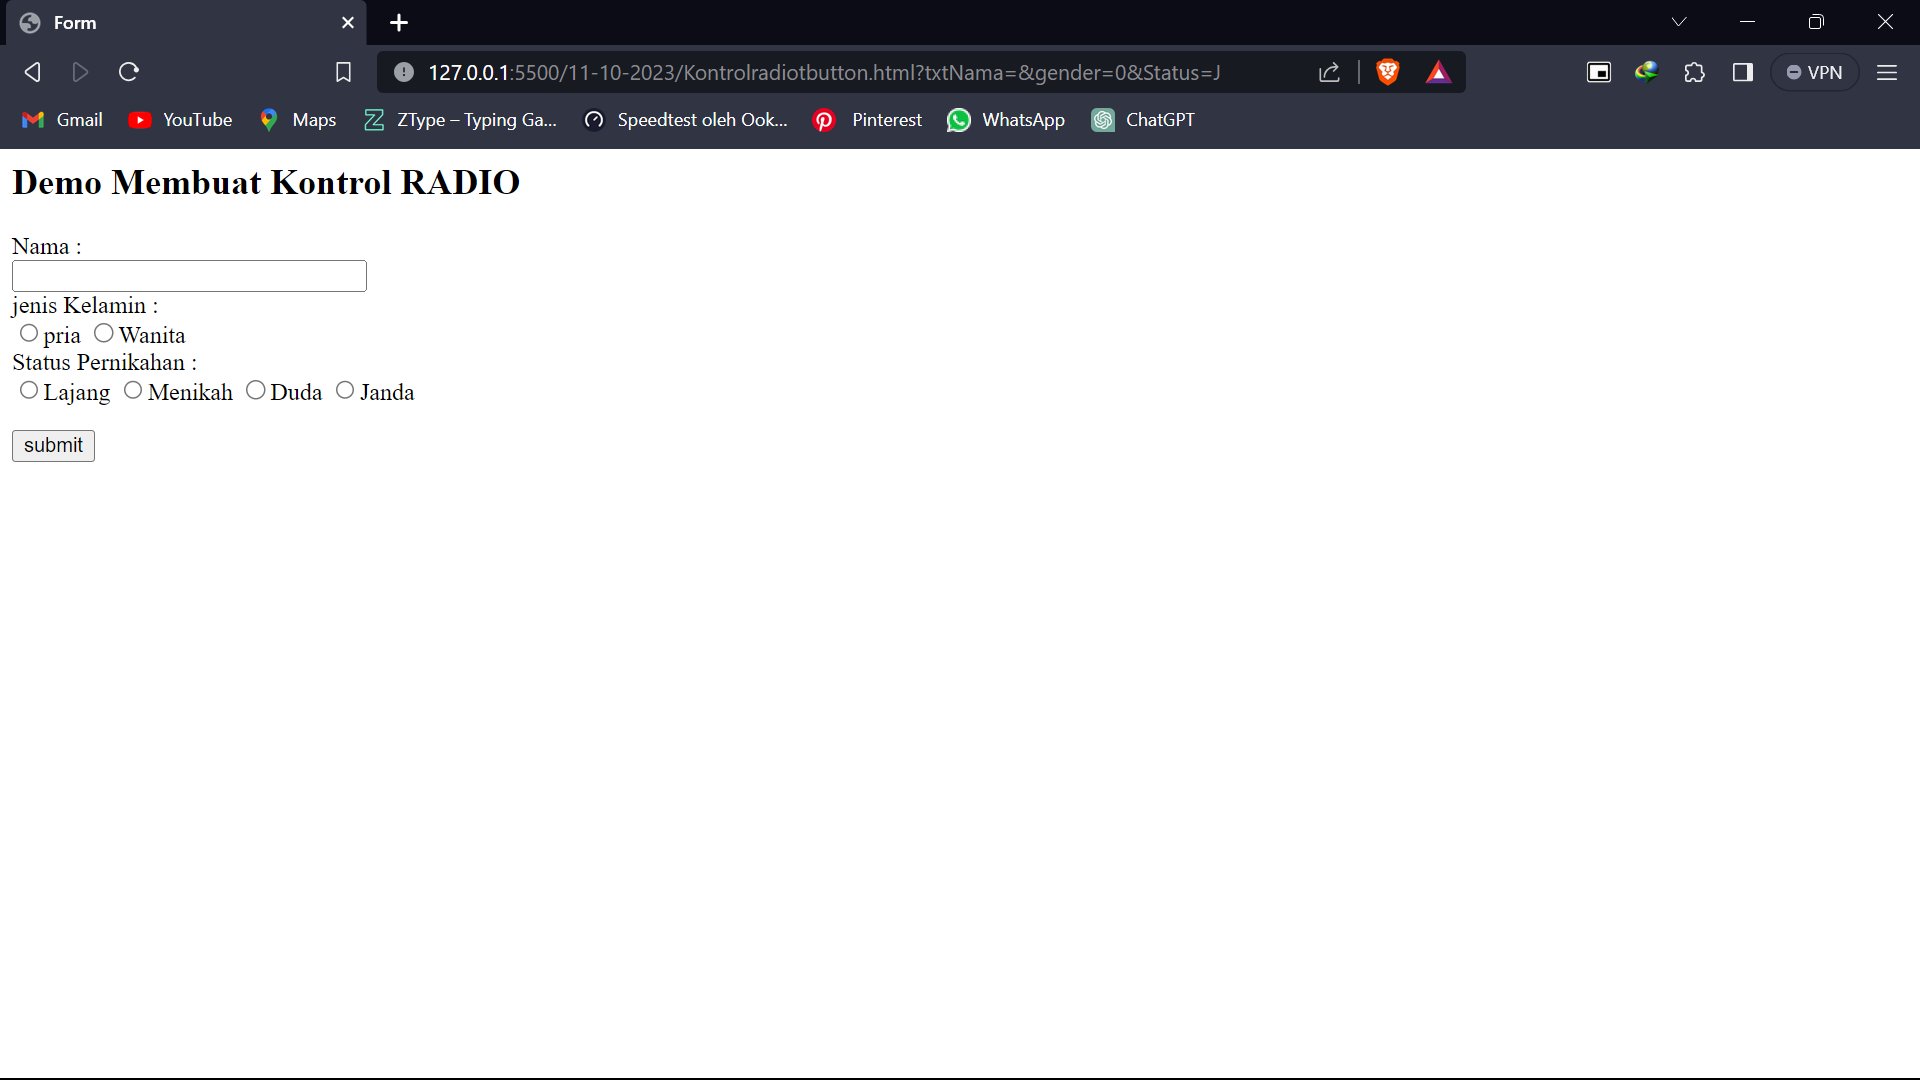 Form
127.0.0.1:5500/11-10-2023/Kontrolradiotbutton.html?txtNama=&gender=0&Status=J
VPN
Gmail YouTube Maps ZType – Typing Ga... Speedtest oleh Ook... Pinterest WhatsApp ChatGPT
Demo Membuat Kontrol RADIO
Nama :
jenis Kelamin :
pria Wanita
Status Pernikahan :
Lajang Menikah Duda Janda
submit